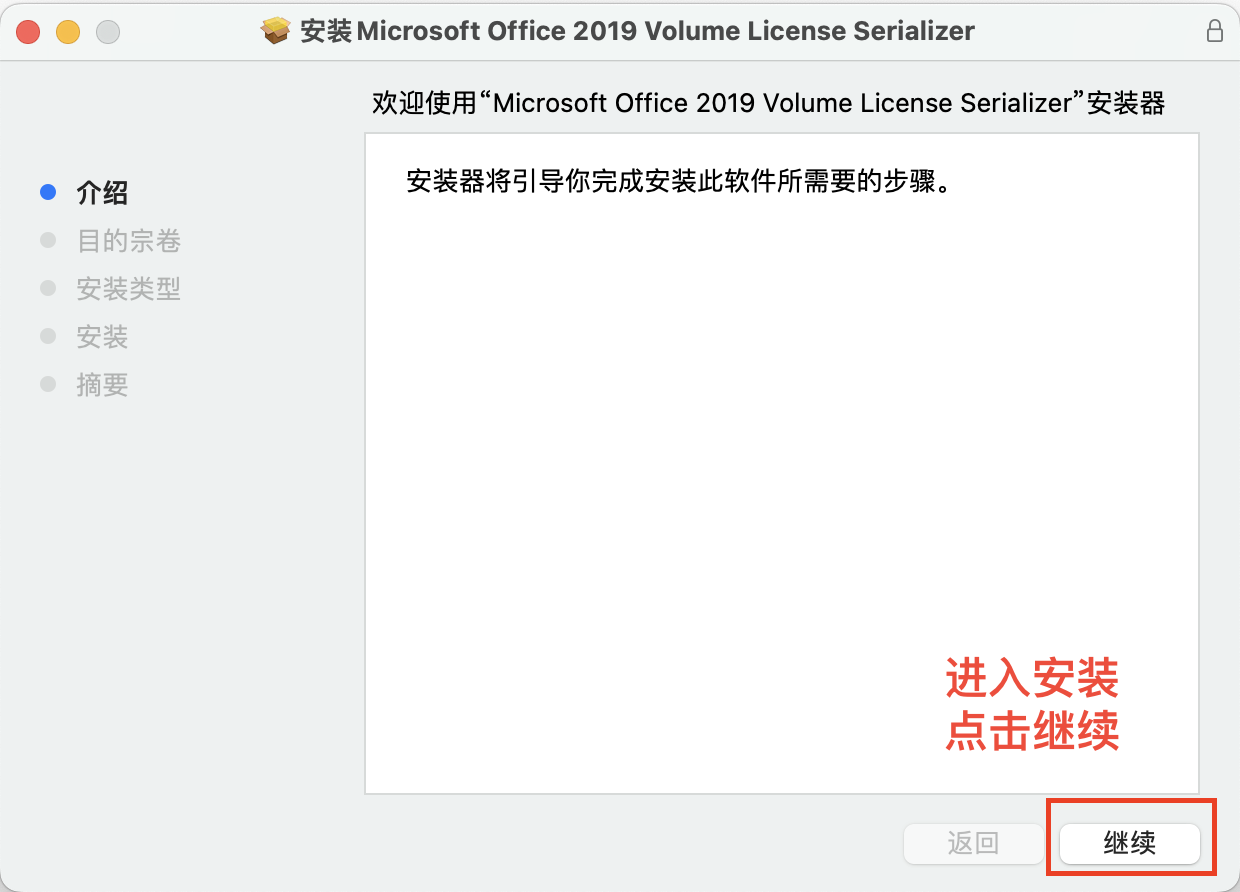 安装Microsoft Office 2019 Volume License Serializer
欢迎使用“Microsoft Office 2019 Volume License Serializer”安装器
介绍
目的宗卷
安装类型
安装
摘要
安装器将引导你完成安装此软件所需要的步骤。
进入安装
点击继续
返回
继续